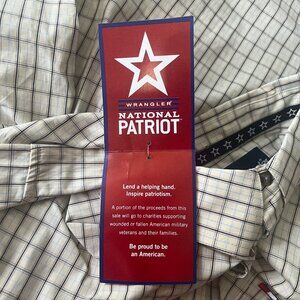 WRANGLER
NATIONAL
PATRIOT
Lend a helping hand.
Inspire patriotism.
A portion of the proceeds from this
sale will go to charities supporting
wounded or fallen American military
veterans and their families.
Be proud to be
an American.